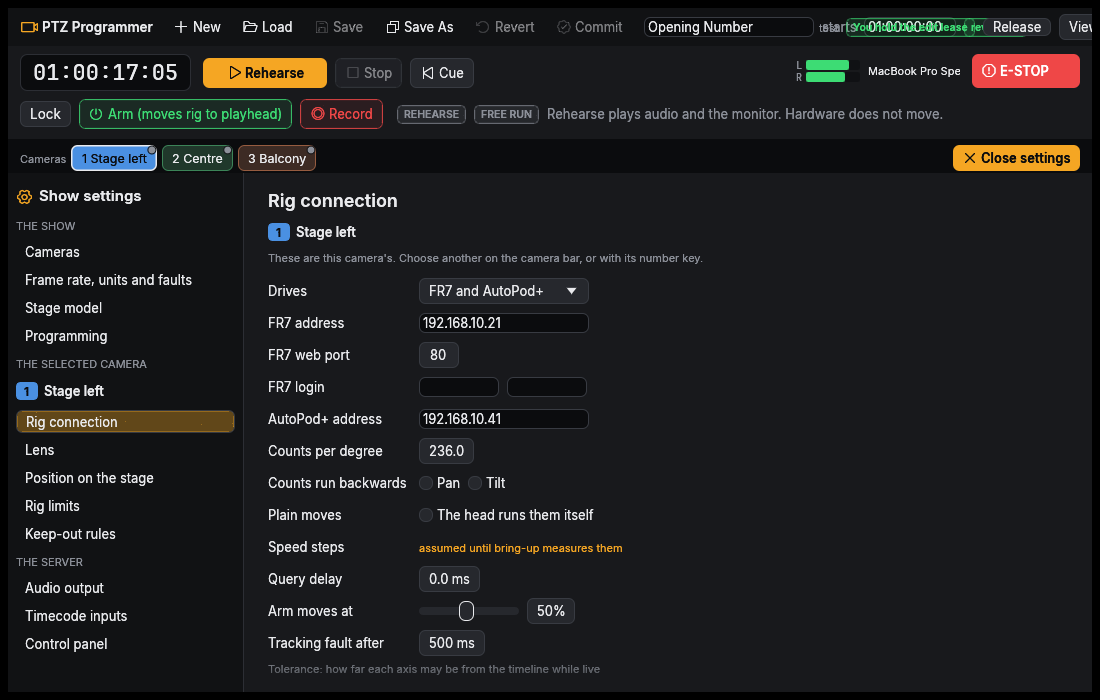 PTZ Programmer New Load Save Save As Revert Commit Opening Number starts 01:00:00:00 Release View
01:00:17:05 Rehearse Stop Cue L R MacBook Pro Spe E-STOP
Lock Arm (moves rig to playhead) Record REHEARSE FREE RUN Rehearse plays audio and the monitor. Hardware does not move.
Cameras 1 Stage left 2 Centre 3 Balcony Close settings
Show settings
THE SHOW
Cameras
Frame rate, units and faults
Stage model
Programming
THE SELECTED CAMERA
1 Stage left
Rig connection
Lens
Position on the stage
Rig limits
Keep-out rules
THE SERVER
Audio output
Timecode inputs
Control panel
Rig connection
1 Stage left
These are this camera's. Choose another on the camera bar, or with its number key.
Drives FR7 and AutoPod+
FR7 address 192.168.10.21
FR7 web port 80
FR7 login
AutoPod+ address 192.168.10.41
Counts per degree 236.0
Counts run backwards Pan Tilt
Plain moves The head runs them itself
Speed steps assumed until bring-up measures them
Query delay 0.0 ms
Arm moves at 50%
Tracking fault after 500 ms
Tolerance: how far each axis may be from the timeline while live